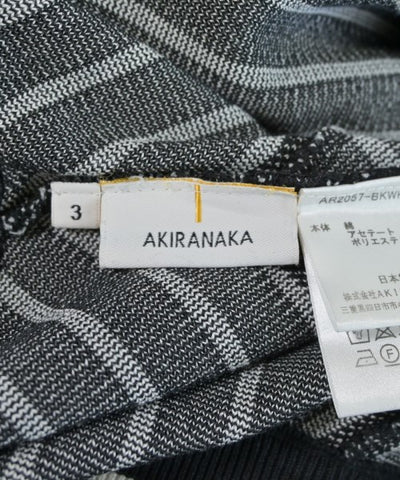 3
AKIRANAKA
AR2057-BKWH
本体 綿
アセテート
ポリエステ
日本
株式会社AKI
三重県四日市市